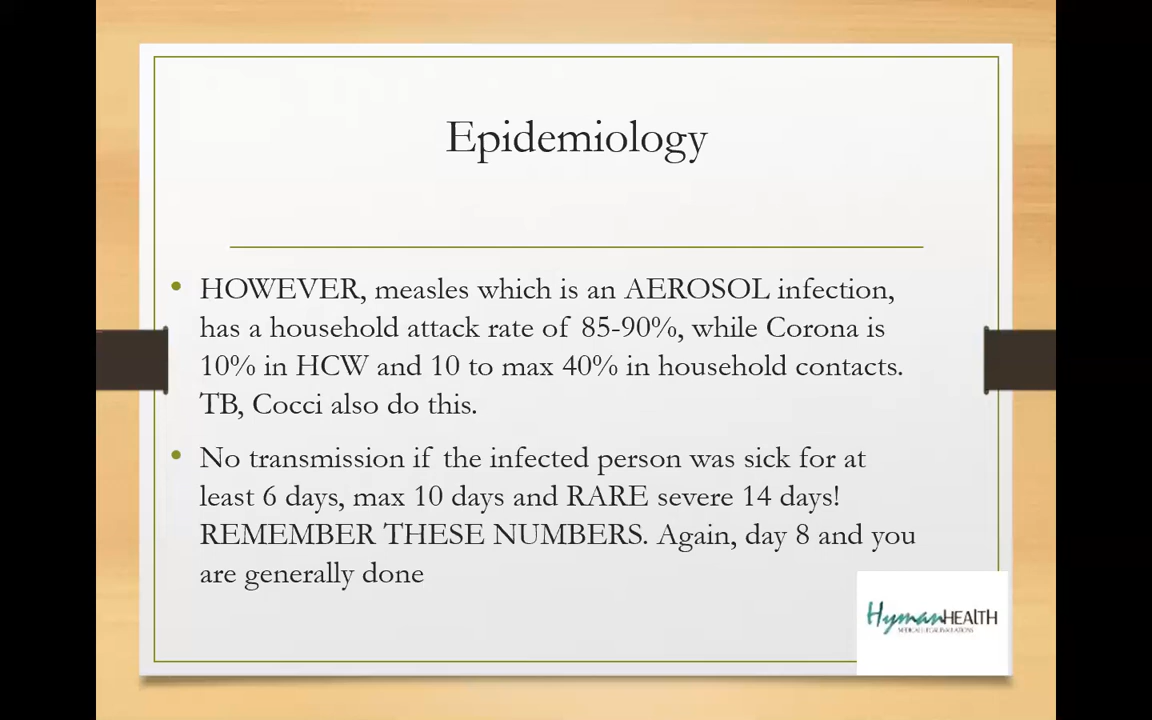 Epidemiology
• HOWEVER, measles which is an AEROSOL infection,
has a household attack rate of 85-90%, while Corona is
10% in HCW and 10 to max 40% in household contacts.
TB, Cocci also do this.
• No transmission if the infected person was sick for at
least 6 days, max 10 days and RARE severe 14 days!
REMEMBER THESE NUMBERS. Again, day 8 and you
are generally done
HymanHEALTH